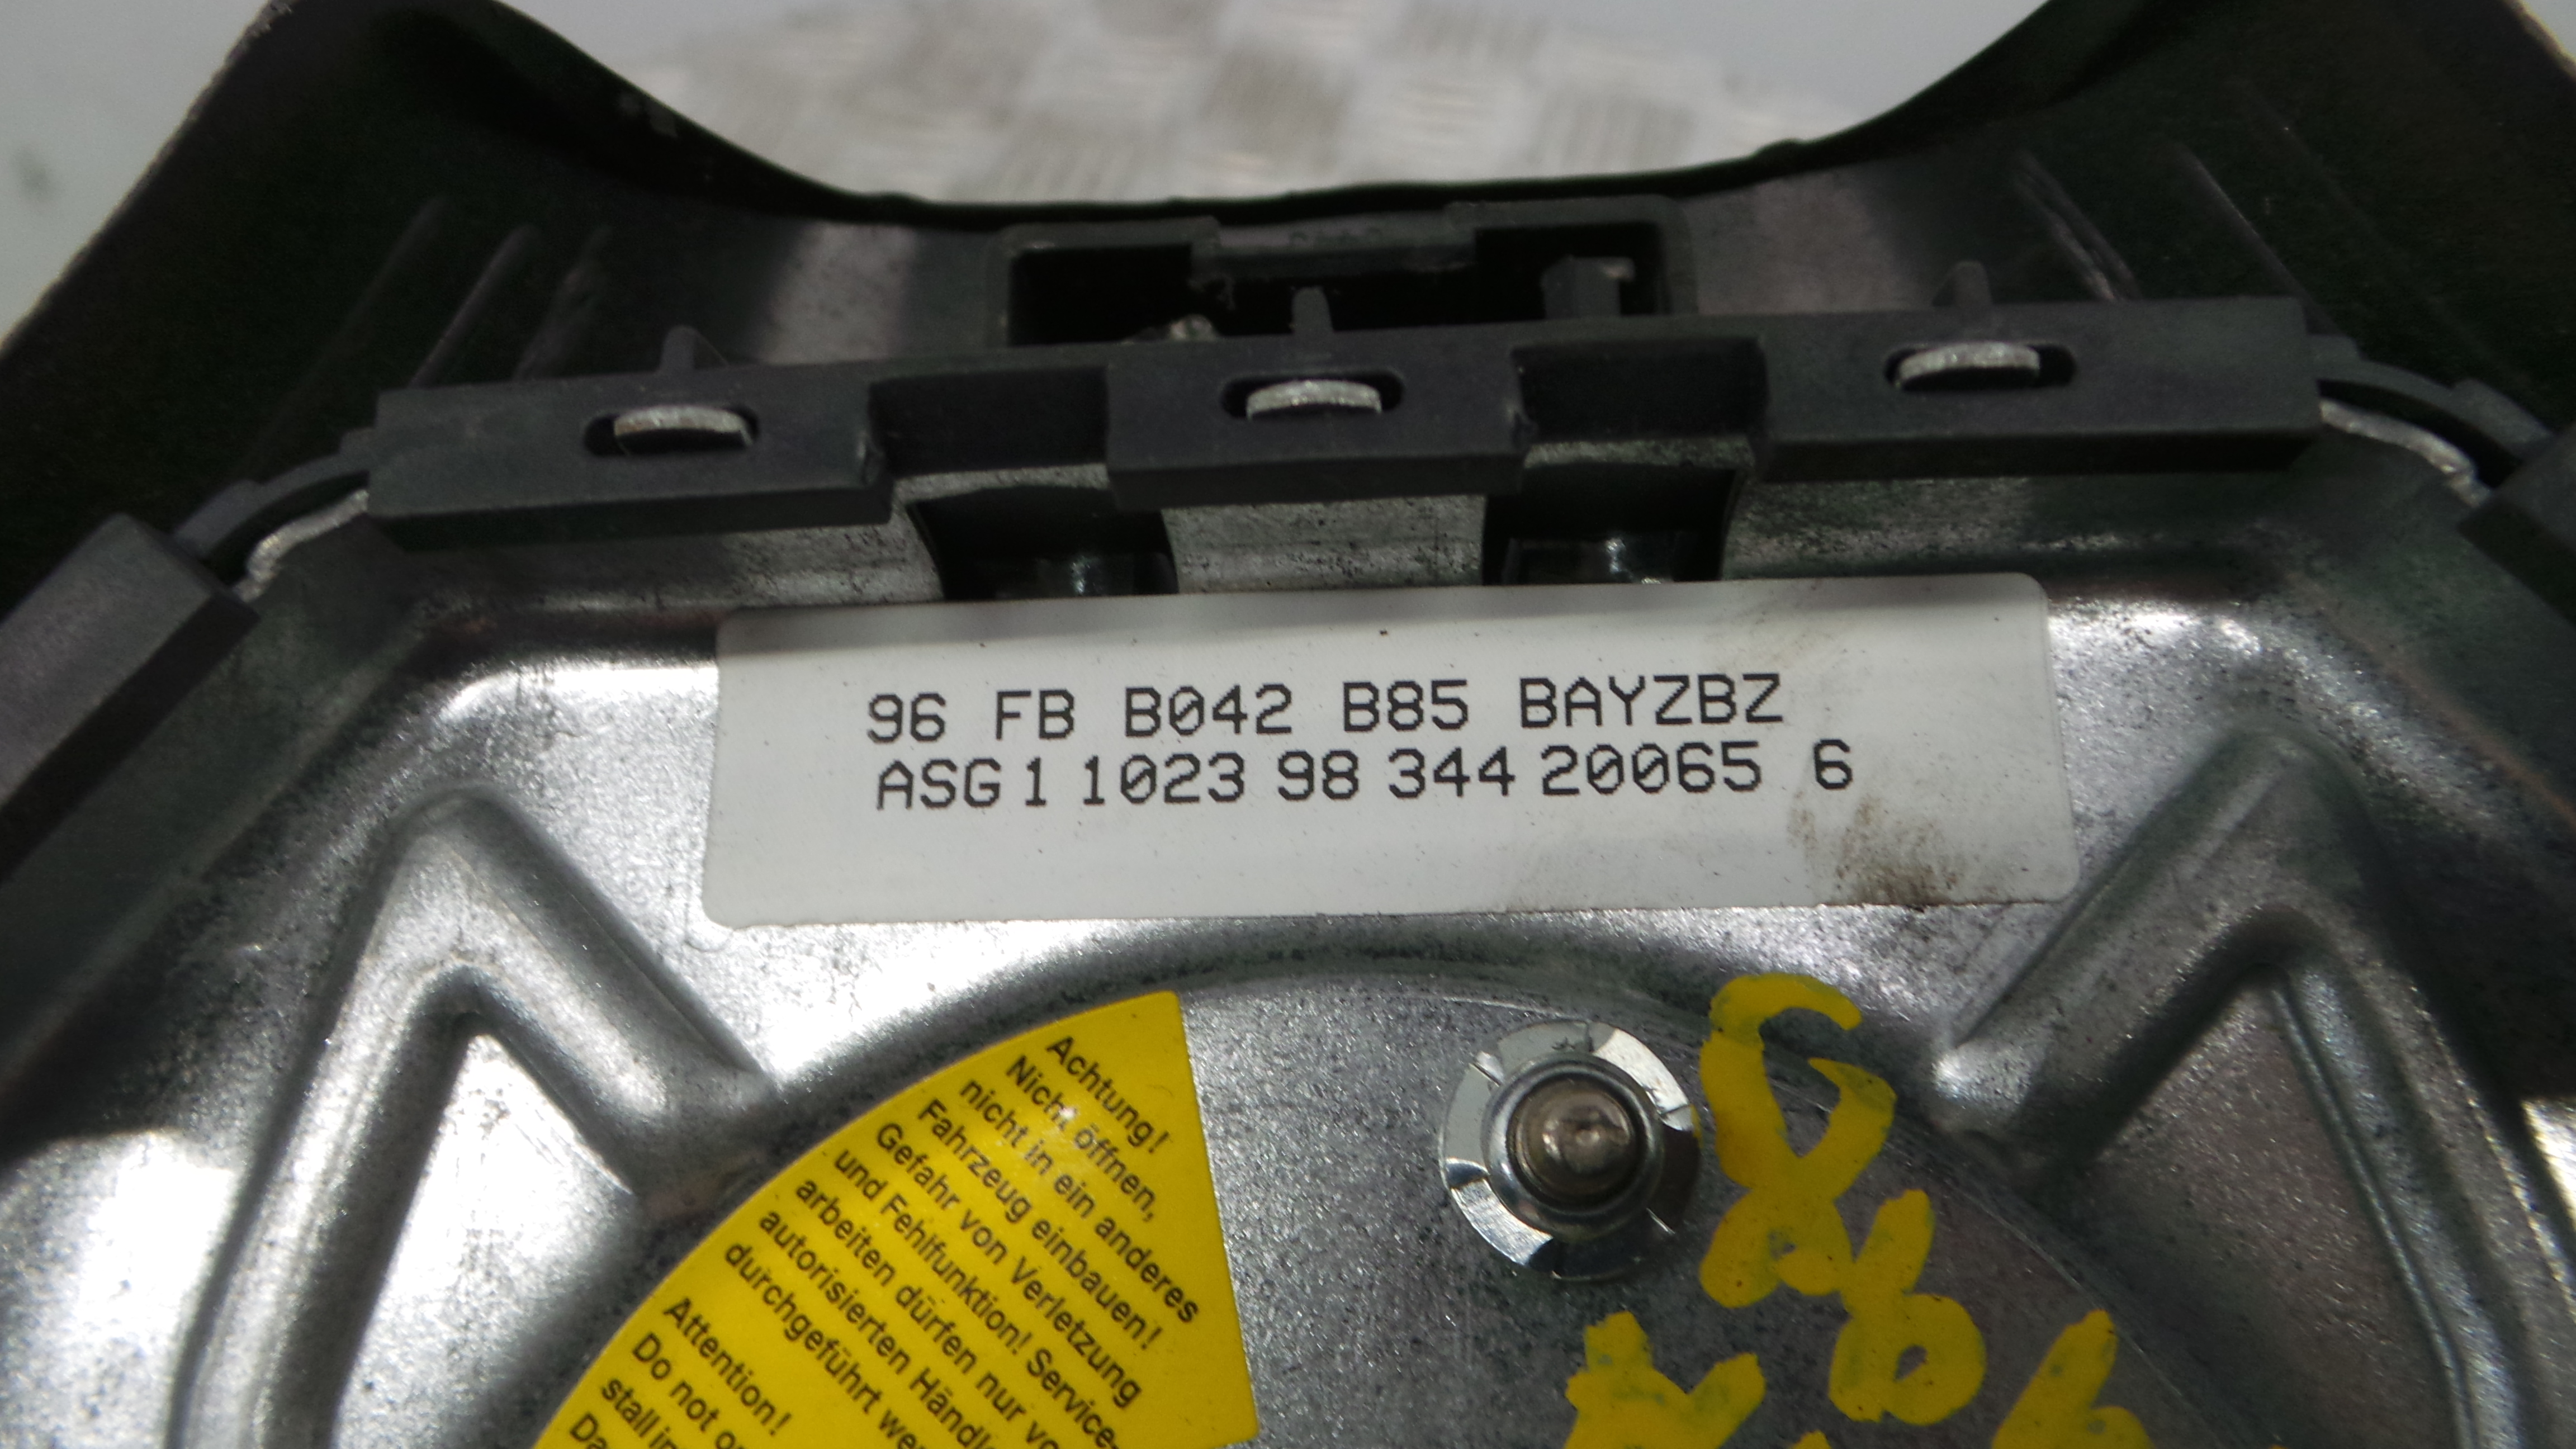 96 FB B042 B85 BAYZBZ
ASG 1 1023 98 344 20065 6
Achtung!
Nicht öffnen,
nicht in ein anderes
Fahrzeug einbauen!
Gefahr von Verletzung
und Fehlfunktion! Service-
arbeiten dürfen nur
autorisierten
durchgeführt
Attention!
Do not